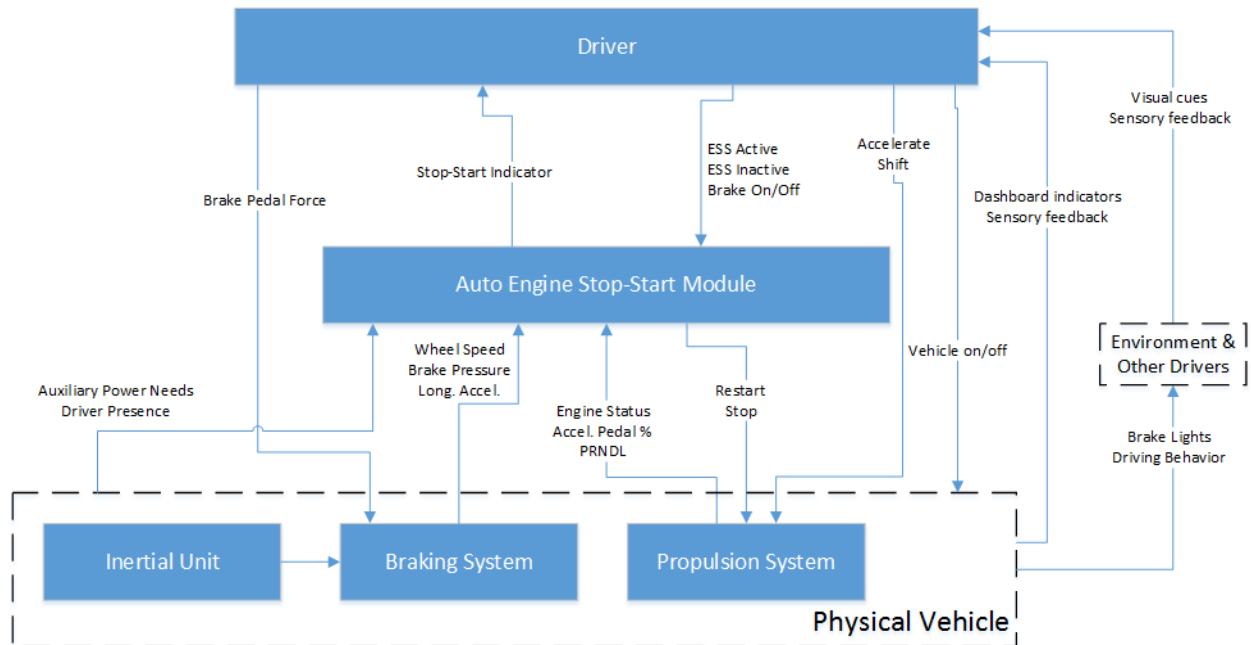 Driver
Visual cues
Sensory feedback
ESS Active
ESS Inactive
Brake On/Off
Accelerate
Shift
Stop-Start Indicator
Brake Pedal Force
Dashboard indicators
Sensory feedback
Auto Engine Stop-Start Module
Environment &
Other Drivers
Wheel Speed
Brake Pressure
Long. Accel.
Vehicle on/off
Auxiliary Power Needs
Driver Presence
Restart
Stop
Engine Status
Accel. Pedal %
PRNDL
Brake Lights
Driving Behavior
Inertial Unit
Braking System
Propulsion System
Physical Vehicle